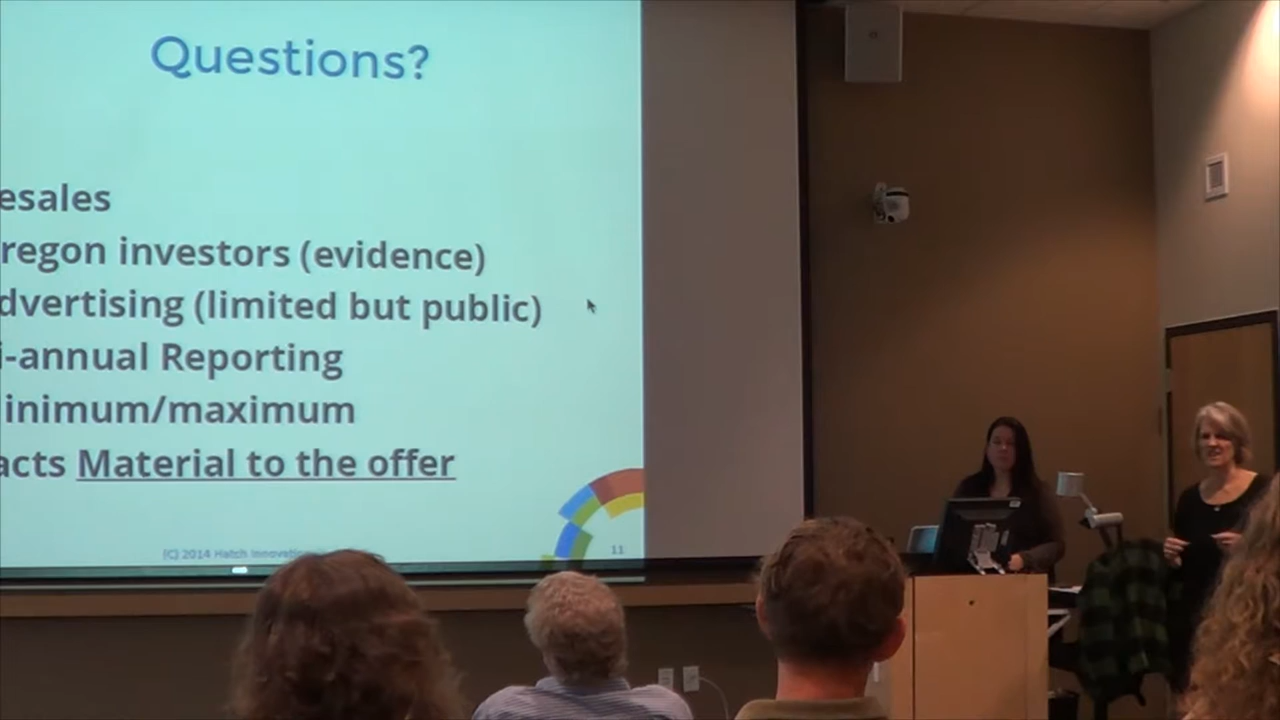 Questions?
esales
regon investors (evidence)
dvertising (limited but public)
i-annual Reporting
inimum/maximum
acts Material to the offer
(C) 2014 Hatch Innovation
11